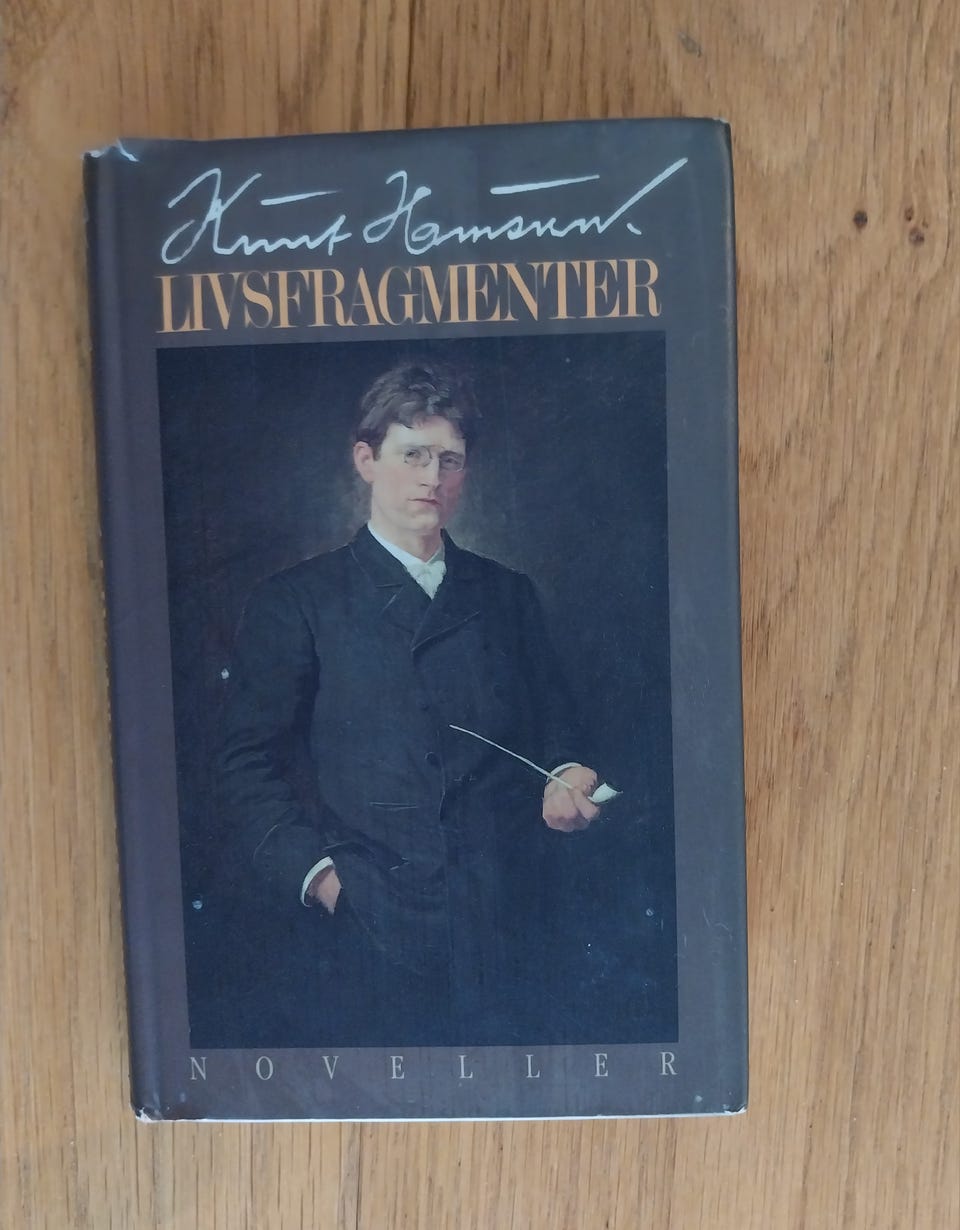 Knut Hamsun.
LIVSFRAGMENTER
NOVELLER